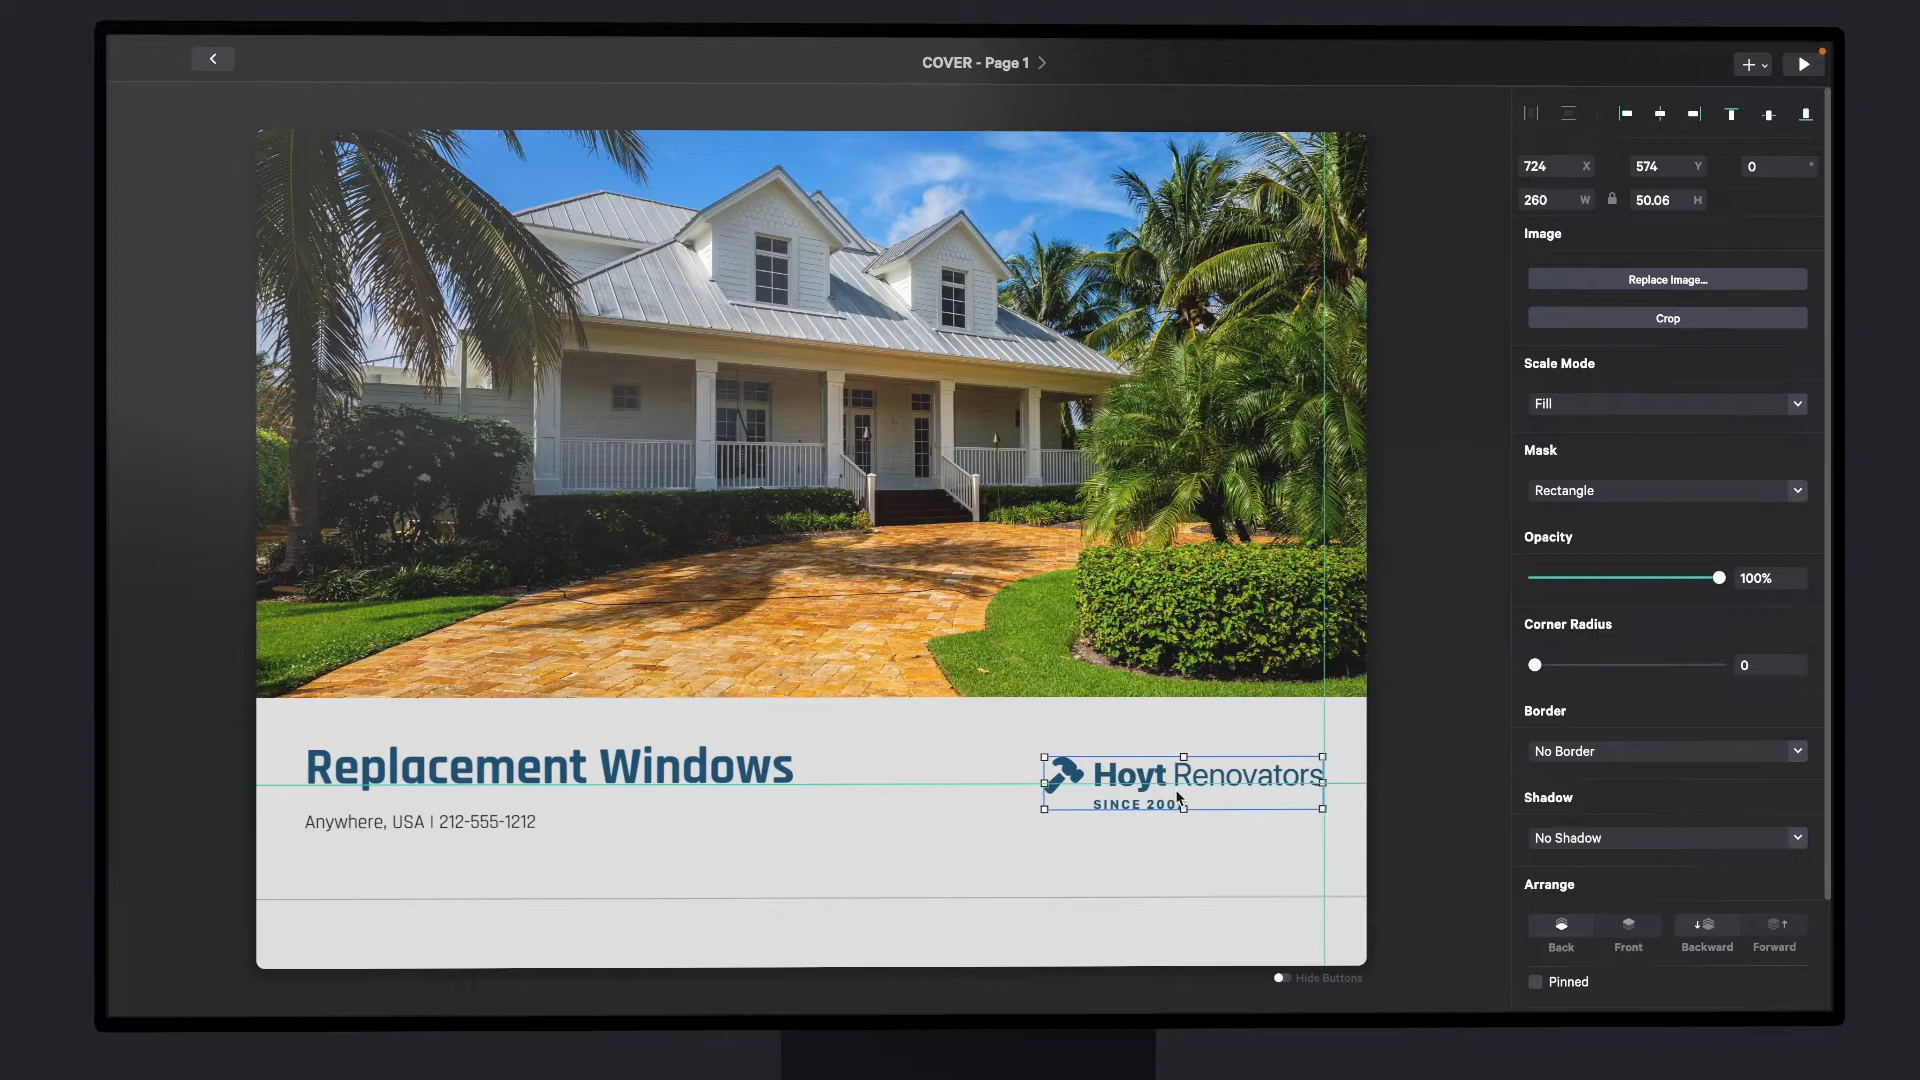 COVER - Page 1
724 X 574 Y 0 °
260 W 50.06 H
Image
Replace Image...
Crop
Scale Mode
Fill
Mask
Rectangle
Opacity
100%
Corner Radius
0
Border
No Border
Shadow
No Shadow
Arrange
Back Front Backward Forward
Pinned
Replacement Windows
Anywhere, USA | 212-555-1212
Hoyt Renovators
SINCE
Hide Buttons